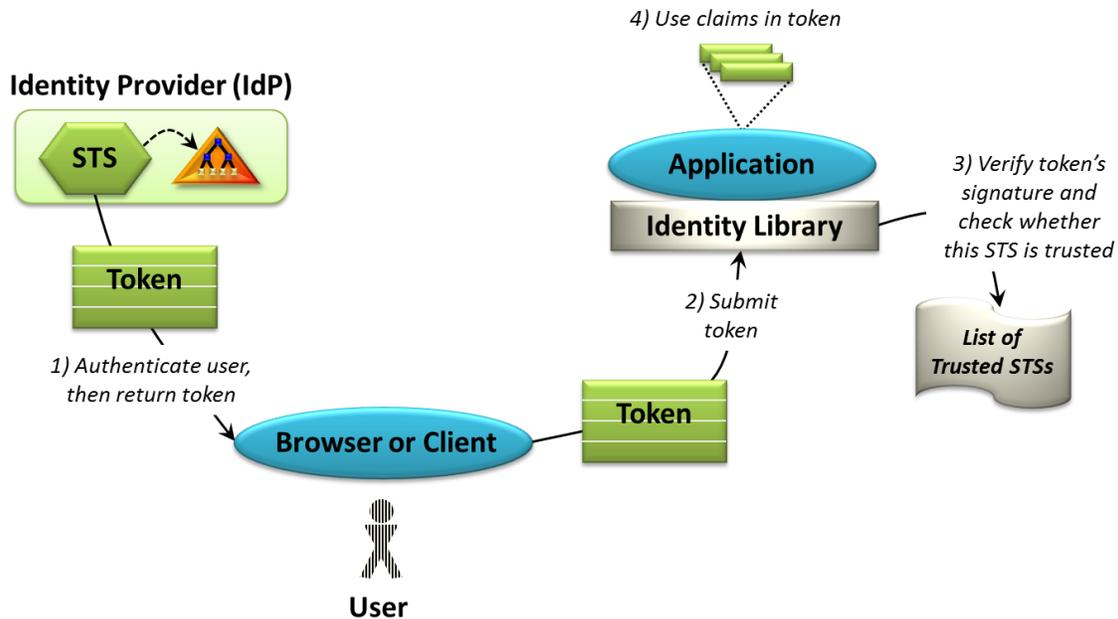 4) Use claims in token
Identity Provider (IdP)
STS
Application
3) Verify token's
signature and
check whether
this STS is trusted
Identity Library
Token
2) Submit
token
List of
Trusted STSs
1) Authenticate user,
then return token
Token
Browser or Client
User